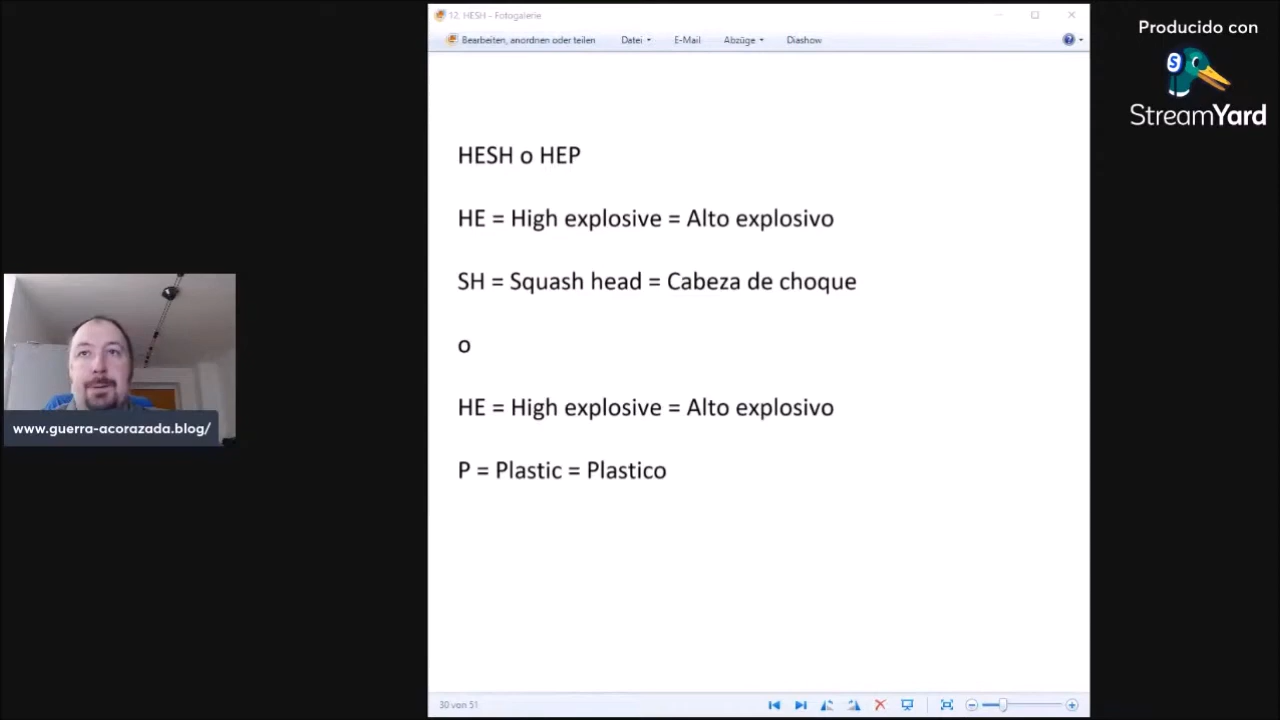 12. HESH - Fotogalerie
Bearbeiten, anordnen oder teilen Datei E-Mail Abzüge Diashow
Producido con
StreamYard
HESH o HEP
HE = High explosive = Alto explosivo
SH = Squash head = Cabeza de choque
o
HE = High explosive = Alto explosivo
P = Plastic = Plastico
www.guerra-acorazada.blog/
30 von 51